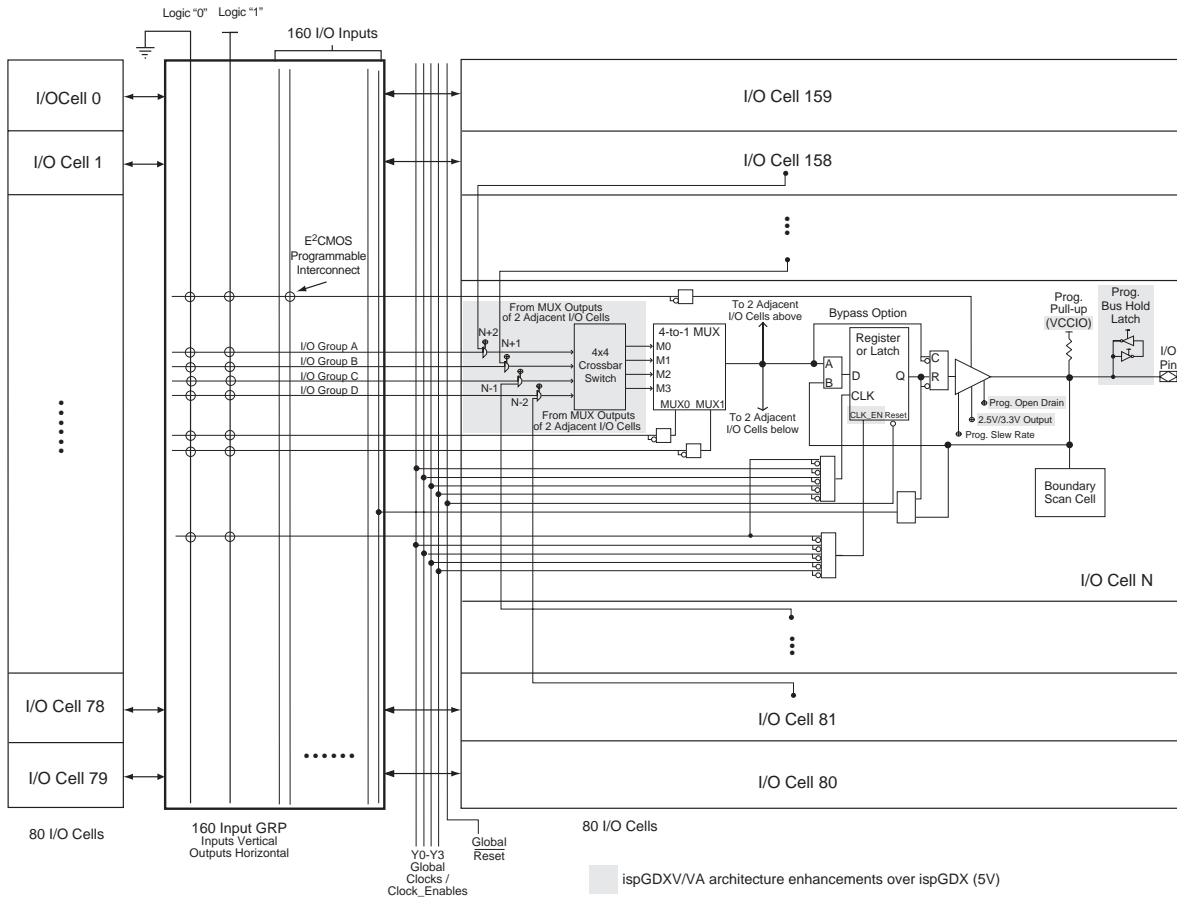 Logic “0”
Logic “1”
160 I/O Inputs
I/OCell 0
I/O Cell 159
I/O Cell 1
I/O Cell 158
E2CMOS
Programmable
Interconnect
From MUX Outputs
of 2 Adjacent I/O Cells
To 2 Adjacent
I/O Cells above
Bypass Option
Prog.
Pull-up
(VCCIO)
Prog.
Bus Hold
Latch
N+2
N+1
4x4
Crossbar
Switch
4-to-1 MUX
M0
M1
M2
M3
MUX0 MUX1
Register
or Latch
A
B
D
Q
CLK
CLK_EN Reset
C
R
I/O
Pin
I/O Group A
I/O Group B
I/O Group C
I/O Group D
N-1
N-2
From MUX Outputs
of 2 Adjacent I/O Cells
To 2 Adjacent
I/O Cells below
Prog. Open Drain
2.5V/3.3V Output
Prog. Slew Rate
Boundary
Scan Cell
I/O Cell N
I/O Cell 78
I/O Cell 81
I/O Cell 79
I/O Cell 80
80 I/O Cells
160 Input GRP
Inputs Vertical
Outputs Horizontal
80 I/O Cells
Y0-Y3
Global
Clocks /
Clock_Enables
Global
Reset
ispGDXV/VA architecture enhancements over ispGDX (5V)